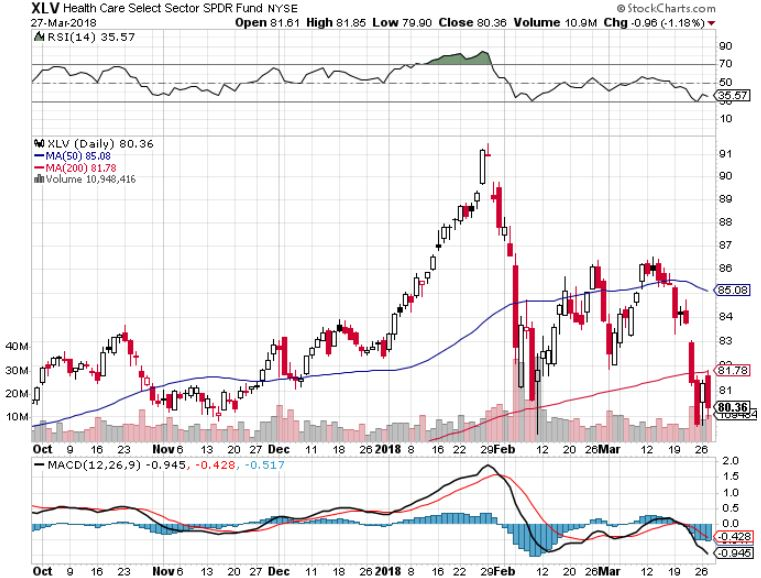 XLV Health Care Select Sector SPDR Fund NYSE © StockCharts.com
27-Mar-2018 Open 81.61 High 81.85 Low 79.90 Close 80.36 Volume 10.9M Chg -0.96 (-1.18%)
RSI(14) 35.57
90
70
50
35.57
30
10
XLV (Daily) 80.36
MA(50) 85.08
MA(200) 81.78
Volume 10,948,416
91
90
89
88
87
86
85.08
84
83
82
81.78
81
80.36
40M
30M
20M
10M
Oct 9 16 23 Nov 6 13 20 27 Dec 11 18 26 2018 8 16 22 29 Feb 12 20 26 Mar 12 19 26
MACD(12,26,9) -0.945, -0.428, -0.517
2.0
1.5
1.0
0.5
0.0
-0.428
-0.945
Oct 9 16 23 Nov 6 13 20 27 Dec 11 18 26 2018 8 16 22 29 Feb 12 20 26 Mar 12 19 26